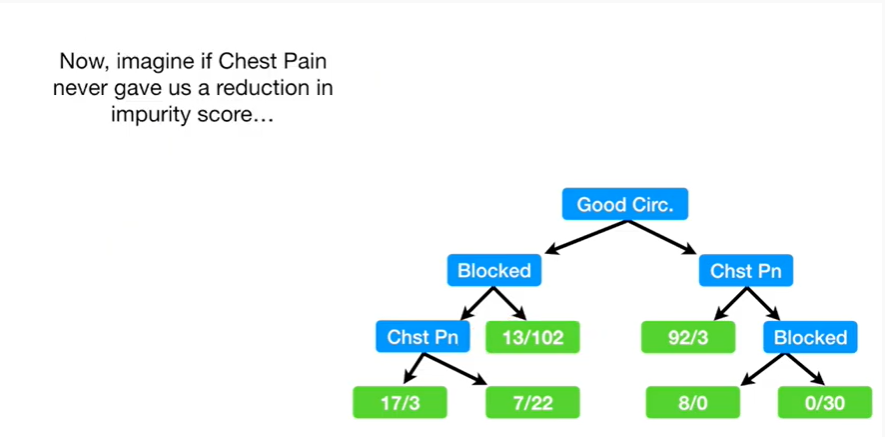 Now, imagine if Chest Pain
never gave us a reduction in
impurity score…
Good Circ.
Blocked
Chst Pn
Chst Pn
13/102
92/3
Blocked
17/3
7/22
8/0
0/30